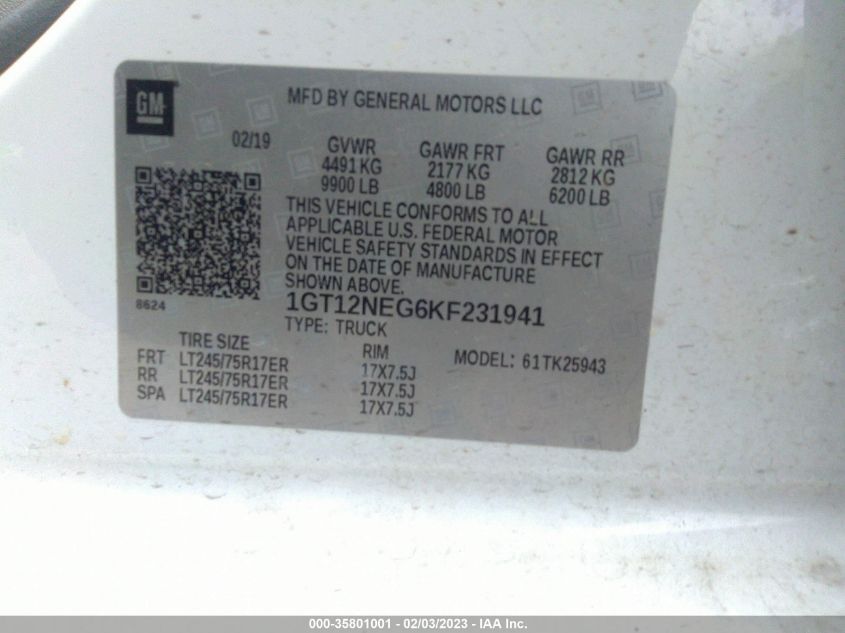 GM
MFD BY GENERAL MOTORS LLC
02/19
GVWR GAWR FRT GAWR RR
4491 KG 2177 KG 2812 KG
9900 LB 4800 LB 6200 LB
THIS VEHICLE CONFORMS TO ALL
APPLICABLE U.S. FEDERAL MOTOR
VEHICLE SAFETY STANDARDS IN EFFECT
ON THE DATE OF MANUFACTURE
SHOWN ABOVE.
8624
1GT12NEG6KF231941
TYPE: TRUCK
TIRE SIZE RIM MODEL: 61TK25943
FRT LT245/75R17ER 17X7.5J
RR LT245/75R17ER 17X7.5J
SPA LT245/75R17ER 17X7.5J
000-35801001 - 02/03/2023 - IAA Inc.